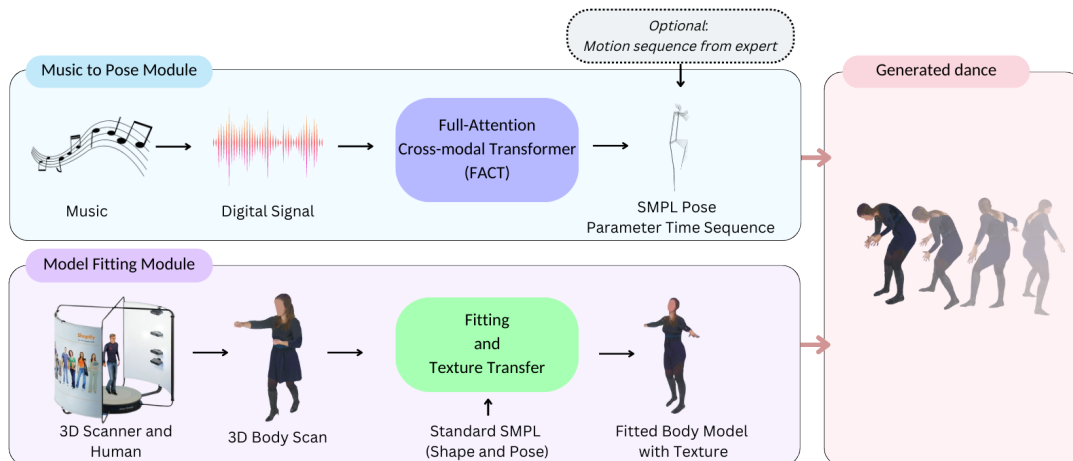 Optional:
Motion sequence from expert
Music to Pose Module
Generated dance
Full-Attention
Cross-modal Transformer
(FACT)
Music
Digital Signal
SMPL Pose
Parameter Time Sequence
Model Fitting Module
Fitting
and
Texture Transfer
3D Scanner and
Human
3D Body Scan
Standard SMPL
(Shape and Pose)
Fitted Body Model
with Texture